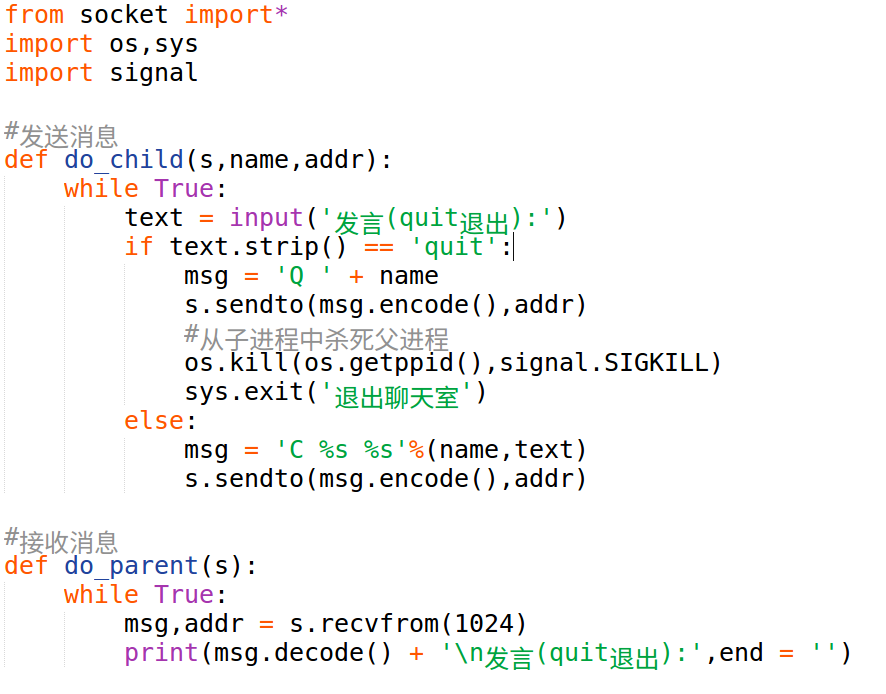 from socket import*
import os,sys
import signal

#发送消息
def do_child(s,name,addr):
    while True:
        text = input('发言(quit退出):')
        if text.strip() == 'quit':
            msg = 'Q ' + name
            s.sendto(msg.encode(),addr)
            #从子进程中杀死父进程
            os.kill(os.getppid(),signal.SIGKILL)
            sys.exit('退出聊天室')
        else:
            msg = 'C %s %s'%(name,text)
            s.sendto(msg.encode(),addr)

#接收消息
def do_parent(s):
    while True:
        msg,addr = s.recvfrom(1024)
        print(msg.decode() + '\n发言(quit退出):',end = '')